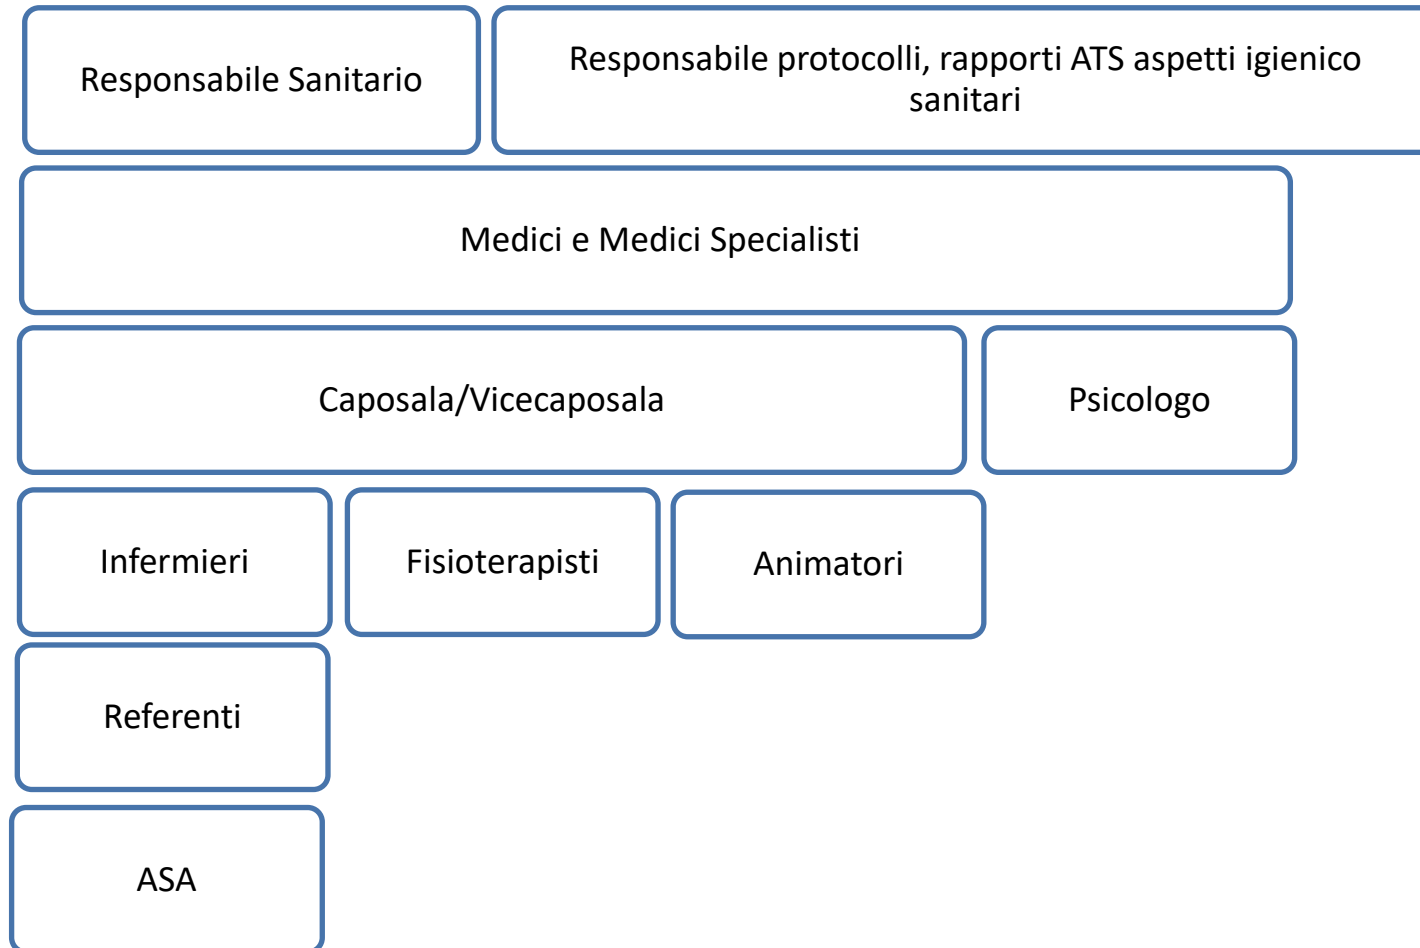 Responsabile Sanitario
Responsabile protocolli, rapporti ATS aspetti igienico
sanitari
Medici e Medici Specialisti
Caposala/Vicecaposala
Psicologo
Infermieri
Fisioterapisti
Animatori
Referenti
ASA